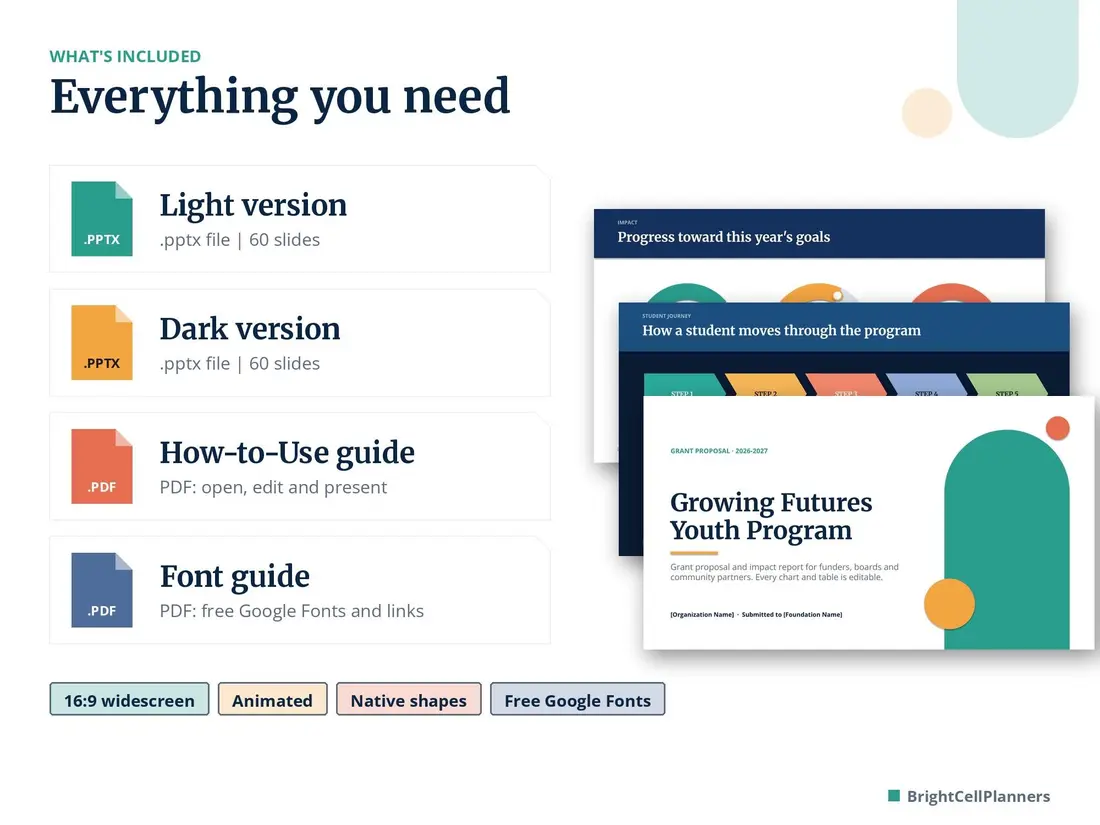 WHAT'S INCLUDED
Everything you need
.PPTX
Light version
.pptx file | 60 slides
.PPTX
Dark version
.pptx file | 60 slides
.PDF
How-to-Use guide
PDF: open, edit and present
.PDF
Font guide
PDF: free Google Fonts and links
16:9 widescreen
Animated
Native shapes
Free Google Fonts
IMPACT
Progress toward this year's goals
STUDENT JOURNEY
How a student moves through the program
STEP 1
STEP 2
STEP 3
STEP 4
STEP 5
GRANT PROPOSAL · 2026-2027
Growing Futures
Youth Program
Grant proposal and impact report for funders, boards and
community partners. Every chart and table is editable.
[Organization Name] · Submitted to [Foundation Name]
BrightCellPlanners